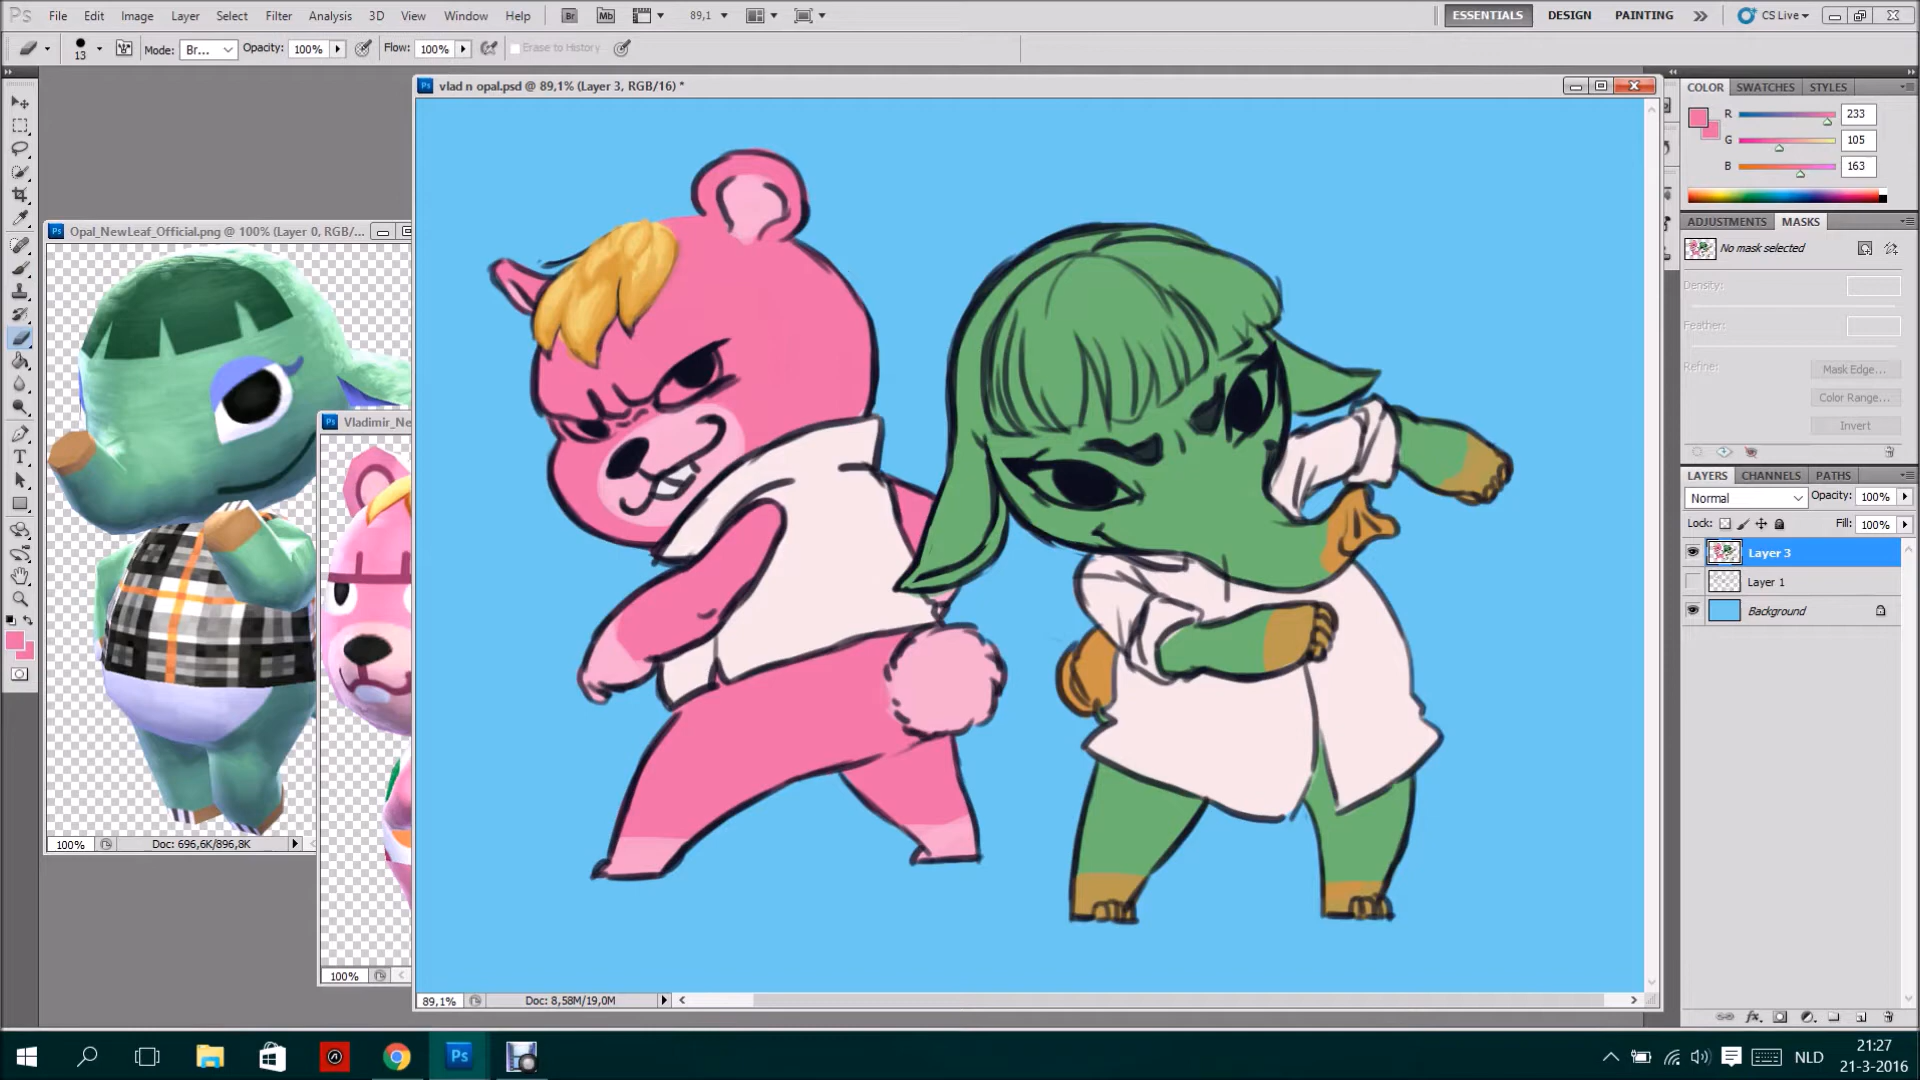 Ps File Edit Image Layer Select Filter Analysis 3D View Window Help Br Mb 89,1 ESSENTIALS DESIGN PAINTING CS Live
13 Mode: Br... Opacity: 100% Flow: 100% Erase to History
vlad n opal.psd @ 89,1% (Layer 3, RGB/16) *
Opal_NewLeaf_Official.png @ 100% (Layer 0, RGB/...
Vladimir_Ne
100% Doc: 696,6K/896,8K
100%
89,1% Doc: 8,58M/19,0M
COLOR SWATCHES STYLES
R 233
G 105
B 163
ADJUSTMENTS MASKS
No mask selected
Density:
Feather:
Refine: Mask Edge...
Color Range...
Invert
LAYERS CHANNELS PATHS
Normal Opacity: 100%
Lock: Fill: 100%
Layer 3
Layer 1
Background
Ps NLD 21:27
21-3-2016